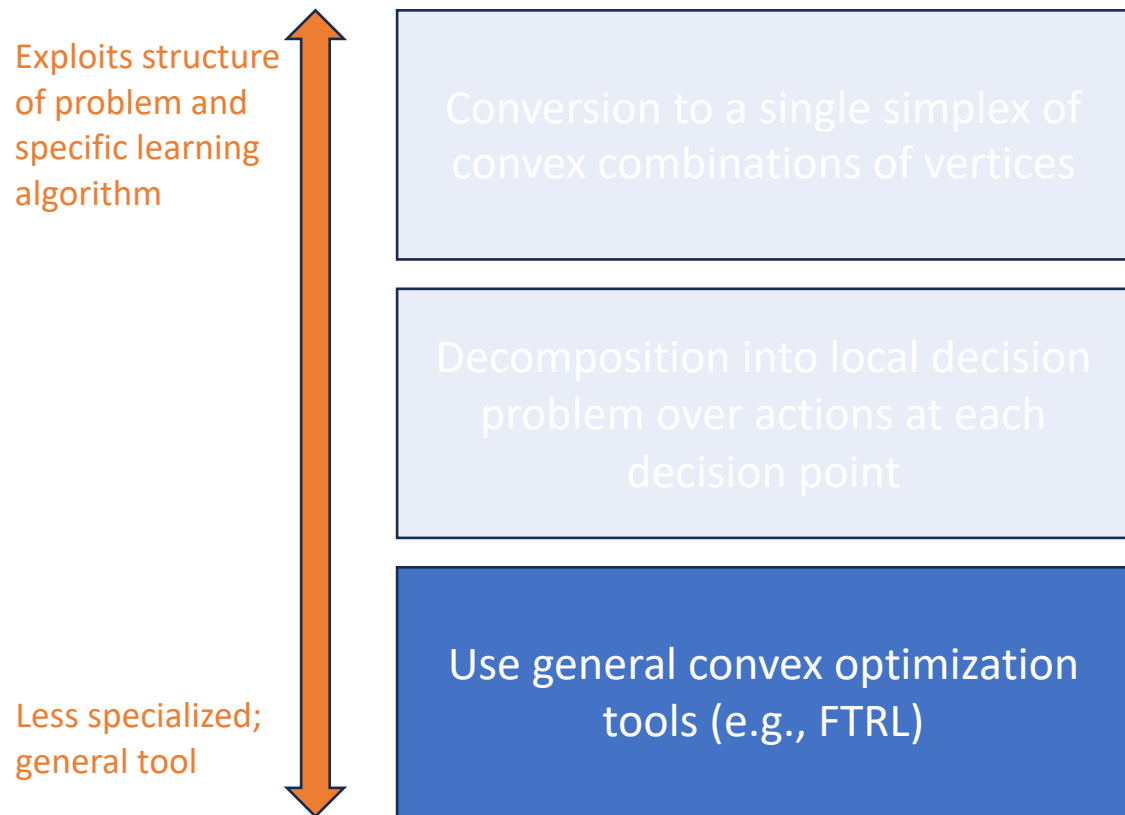 Exploits structure
of problem and
specific learning
algorithm
Conversion to a single simplex of
convex combinations of vertices
Decomposition into local decision
problem over actions at each
decision point
Use general convex optimization
tools (e.g., FTRL)
Less specialized;
general tool